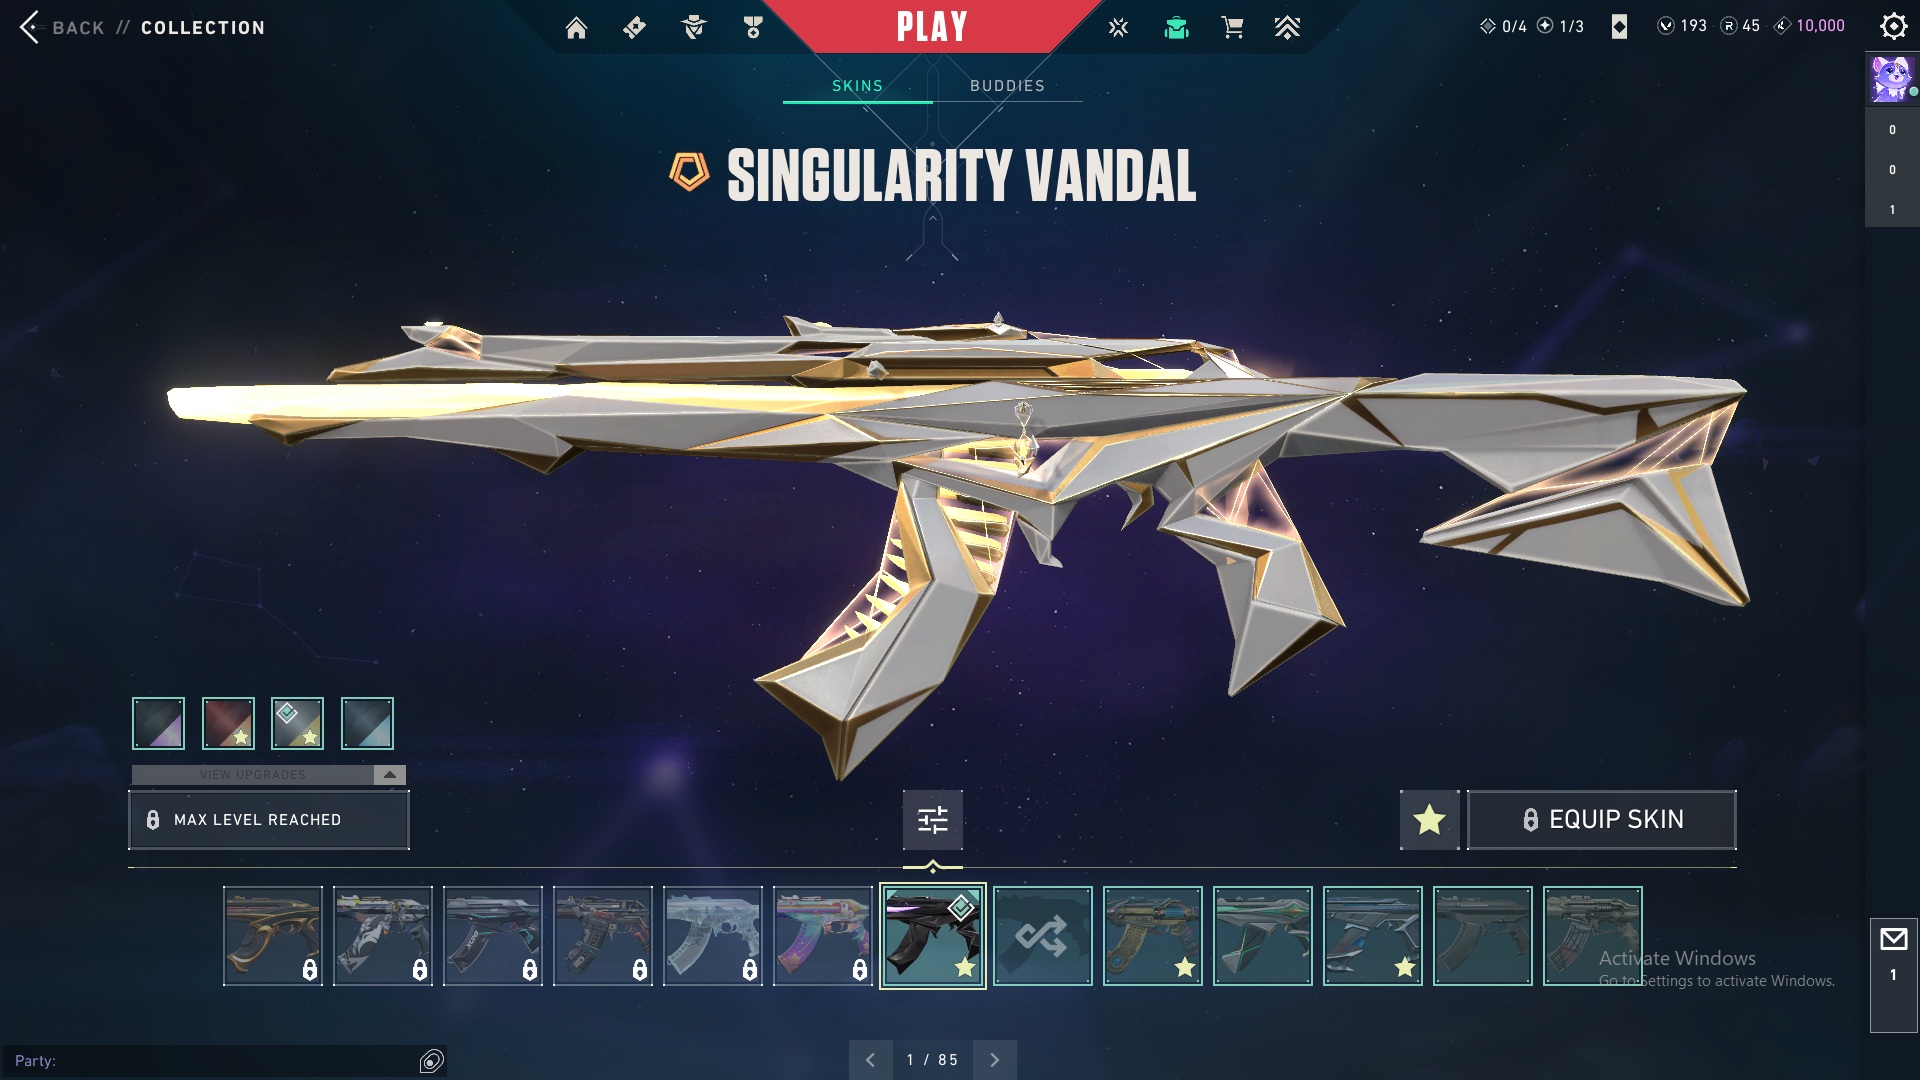 BACK // COLLECTION
PLAY
0/4 1/3 193 R 45 10,000
SKINS BUDDIES
0
0
1
SINGULARITY VANDAL
VIEW UPGRADES
MAX LEVEL REACHED
EQUIP SKIN
Activate Windows
Go to Settings to activate Windows.
1
Party:
1 / 85